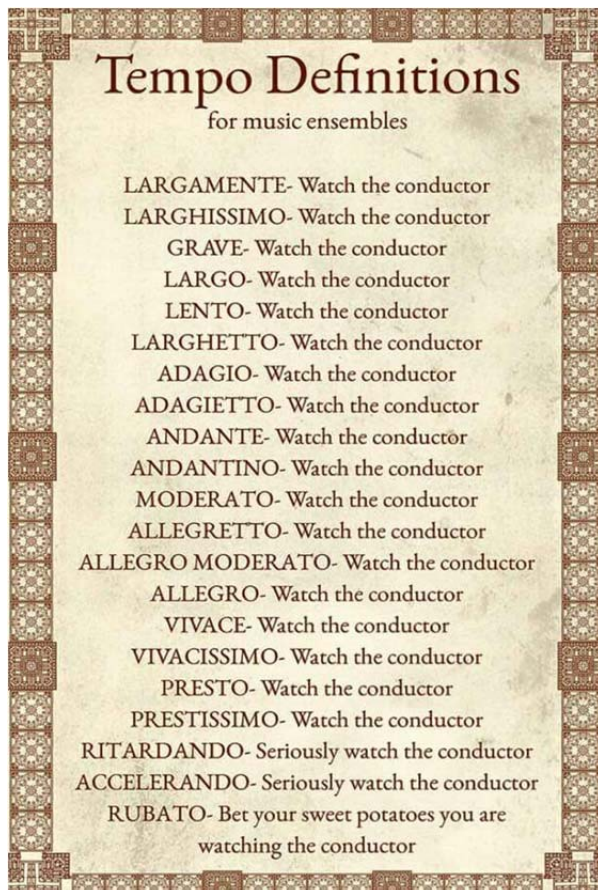 Tempo Definitions
for music ensembles
LARGAMENTE- Watch the conductor
LARGHISSIMO- Watch the conductor
GRAVE- Watch the conductor
LARGO- Watch the conductor
LENTO- Watch the conductor
LARGHETTO- Watch the conductor
ADAGIO- Watch the conductor
ADAGIETTO- Watch the conductor
ANDANTE- Watch the conductor
ANDANTINO- Watch the conductor
MODERATO- Watch the conductor
ALLEGRETTO- Watch the conductor
ALLEGRO MODERATO- Watch the conductor
ALLEGRO- Watch the conductor
VIVACE- Watch the conductor
VIVACISSIMO- Watch the conductor
PRESTO- Watch the conductor
PRESTISSIMO- Watch the conductor
RITARDANDO- Seriously watch the conductor
ACCELERANDO- Seriously watch the conductor
RUBATO- Bet your sweet potatoes you are
watching the conductor